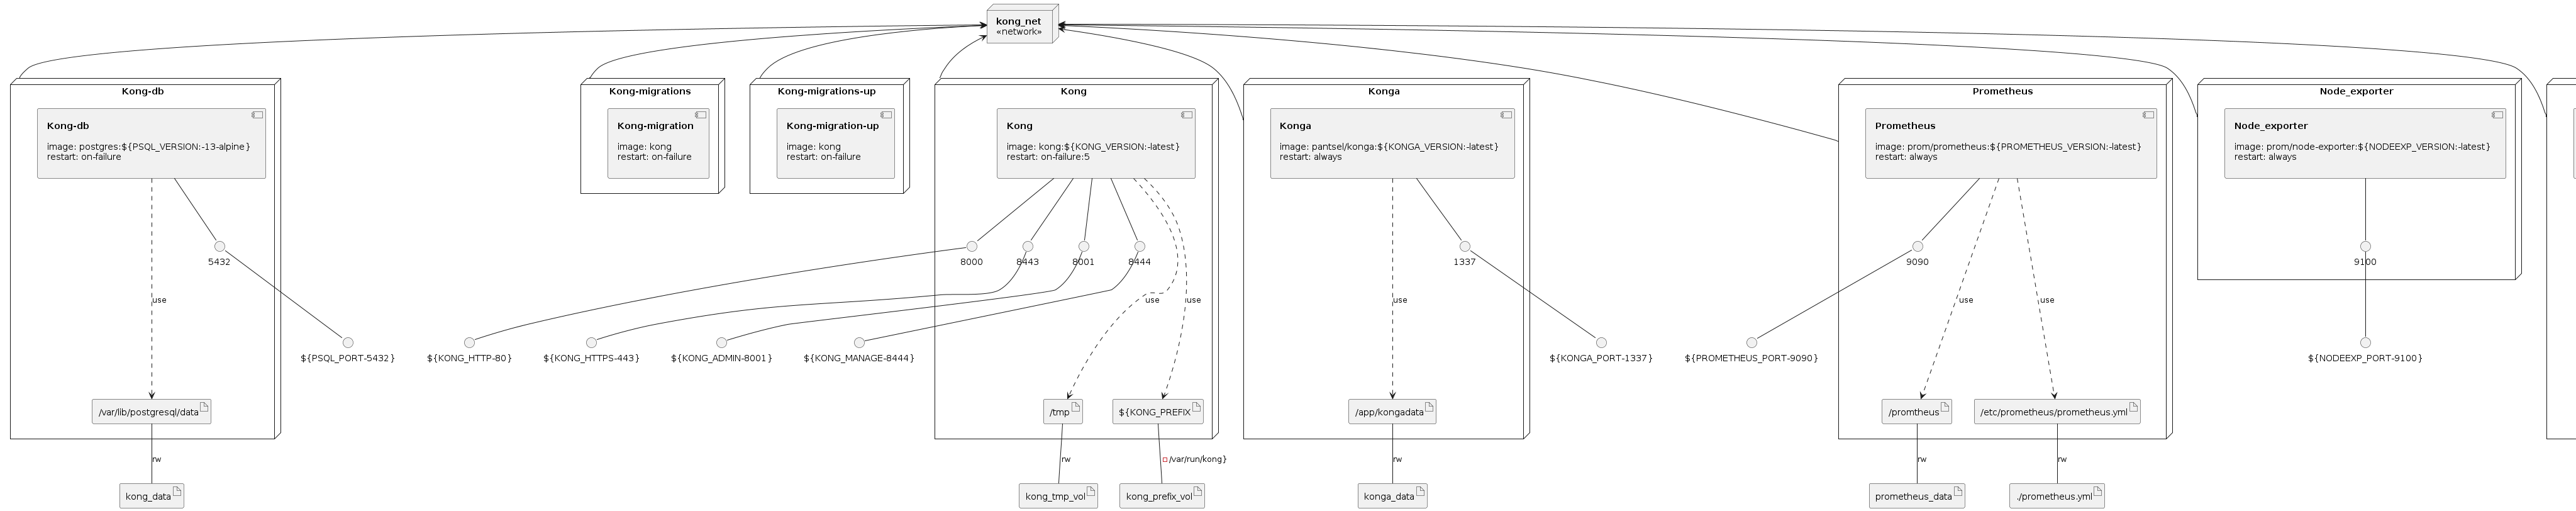 kong_net
«network»
Kong-db
Kong-migrations
Kong-migrations-up
Kong
Konga
Prometheus
Node_exporter
Kong-db
image: postgres:${PSQL_VERSION:-13-alpine}
restart: on-failure
Kong-migration
image: kong
restart: on-failure
Kong-migration-up
image: kong
restart: on-failure
Kong
image: kong:${KONG_VERSION:-latest}
restart: on-failure:5
Konga
image: pantsel/konga:${KONGA_VERSION:-latest}
restart: always
Prometheus
image: prom/prometheus:${PROMETHEUS_VERSION:-latest}
restart: always
Node_exporter
image: prom/node-exporter:${NODEEXP_VERSION:-latest}
restart: always
5432
8000
8443
8001
8444
1337
9090
9100
use
use
use
use
use
use
${PSQL_PORT-5432}
${KONG_HTTP-80}
${KONG_HTTPS-443}
${KONG_ADMIN-8001}
${KONG_MANAGE-8444}
${KONGA_PORT-1337}
${PROMETHEUS_PORT-9090}
${NODEEXP_PORT-9100}
/var/lib/postgresql/data
/tmp
${KONG_PREFIX
/app/kongadata
/promtheus
/etc/prometheus/prometheus.yml
rw
rw
/var/run/kong}
rw
rw
rw
kong_data
kong_tmp_vol
kong_prefix_vol
konga_data
prometheus_data
./prometheus.yml